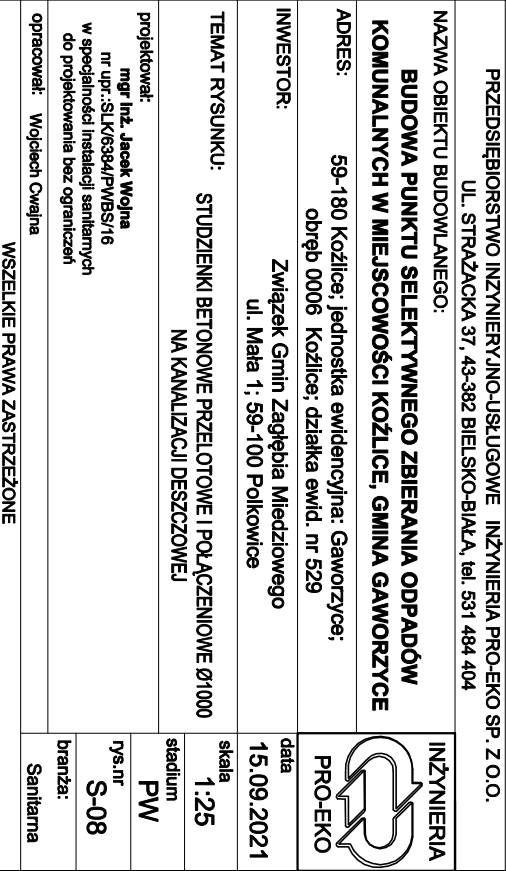 PRZEDSIĘBIORSTWO INŻYNIERYJNO-USŁUGOWE INŻYNIERIA PRO-EKO SP. Z O.O.
UL. STRAŻACKA 37, 43-382 BIELSKO-BIAŁA, tel. 531 484 404
NAZWA OBIEKTU BUDOWLANEGO:
BUDOWA PUNKTU SELEKTYWNEGO ZBIERANIA ODPADÓW
KOMUNALNYCH W MIEJSCOWOŚCI KOŹLICE, GMINA GAWORZYCE
INŻYNIERIA
PRO-EKO
ADRES:
59-180 Koźlice; jednostka ewidencyjna: Gaworzyce;
obręb 0006 Koźlice; działka ewid. nr 529
INWESTOR:
Związek Gmin Zagłębia Miedziowego
ul. Mała 1; 59-100 Polkowice
data
15.09.2021
TEMAT RYSUNKU:
STUDZIENKI BETONOWE PRZELOTOWE I POŁĄCZENIOWE Ø1000
NA KANALIZACJI DESZCZOWEJ
skala
1:25
stadium
PW
projektował:
mgr inż. Jacek Wojna
nr upr.:SLK/6384/PWBS/16
w specjalności instalacji sanitarnych
do projektowania bez ograniczeń
rys.nr
S-08
opracował: Wojciech Cwajna
branża:
Sanitarna
WSZELKIE PRAWA ZASTRZEŻONE